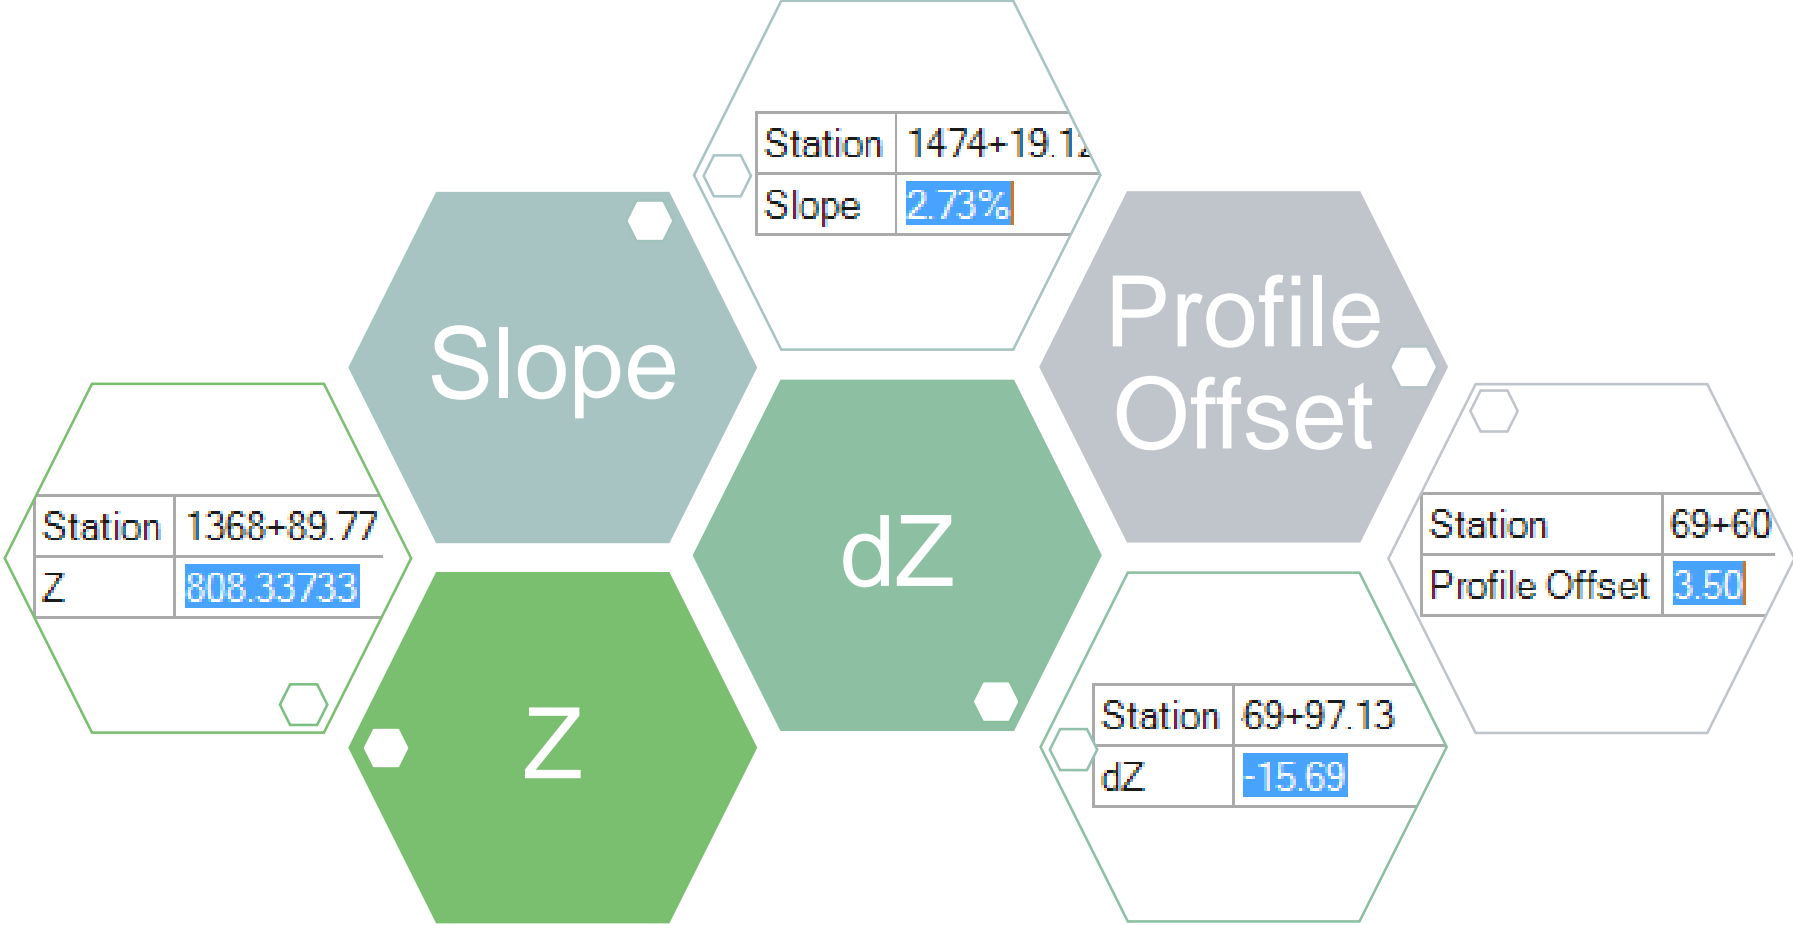 Station 1474+19.12
Slope 2.73%
Slope
Profile
Offset
Station 1368+89.77
Z 808.33733
dZ
Station 69+60
Profile Offset 3.50
Z
Station 69+97.13
dZ -15.69